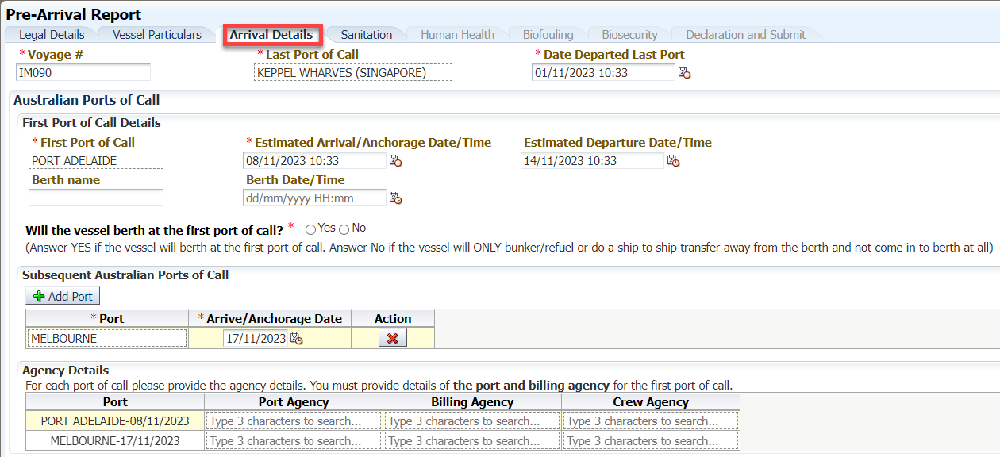 Pre-Arrival Report
Legal Details Vessel Particulars Arrival Details Sanitation Human Health Biofouling Biosecurity Declaration and Submit
* Voyage # * Last Port of Call * Date Departed Last Port
IM090 KEPPEL WHARVES (SINGAPORE) 01/11/2023 10:33
Australian Ports of Call
First Port of Call Details
* First Port of Call * Estimated Arrival/Anchorage Date/Time Estimated Departure Date/Time
PORT ADELAIDE 08/11/2023 10:33 14/11/2023 10:33
Berth name Berth Date/Time
dd/mm/yyyy HH:mm
Will the vessel berth at the first port of call? * Yes No
(Answer YES if the vessel will berth at the first port of call. Answer No if the vessel will ONLY bunker/refuel or do a ship to ship transfer away from the berth and not come in to berth at all)
Subsequent Australian Ports of Call
Add Port
* Port * Arrive/Anchorage Date Action
MELBOURNE 17/11/2023
Agency Details
For each port of call please provide the agency details. You must provide details of the port and billing agency for the first port of call.
Port Port Agency Billing Agency Crew Agency
PORT ADELAIDE-08/11/2023 Type 3 characters to search... Type 3 characters to search... Type 3 characters to search...
MELBOURNE-17/11/2023 Type 3 characters to search... Type 3 characters to search... Type 3 characters to search...